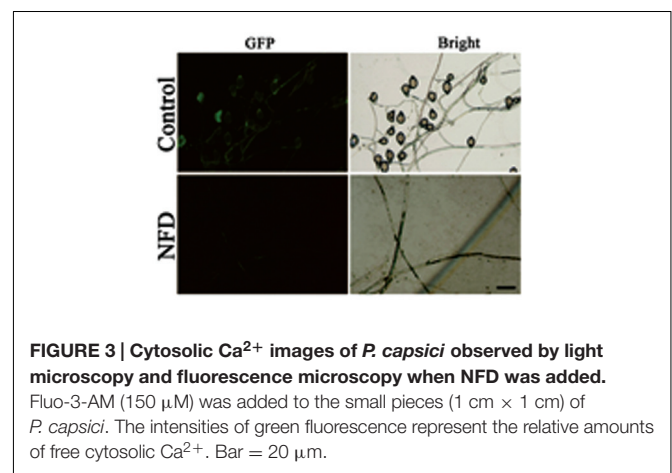 GFP Bright
Control
NFD
FIGURE 3 | Cytosolic Ca²⁺ images of P. capsici observed by light
microscopy and fluorescence microscopy when NFD was added.
Fluo-3-AM (150 μM) was added to the small pieces (1 cm × 1 cm) of
P. capsici. The intensities of green fluorescence represent the relative amounts
of free cytosolic Ca²⁺. Bar = 20 μm.